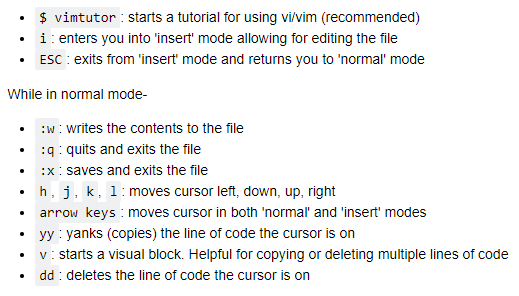 $ vimtutor : starts a tutorial for using vi/vim (recommended)
i : enters you into 'insert' mode allowing for editing the file
ESC : exits from 'insert' mode and returns you to 'normal' mode
While in normal mode-
:w : writes the contents to the file
:q : quits and exits the file
:x : saves and exits the file
h , j , k , l : moves cursor left, down, up, right
arrow keys : moves cursor in both 'normal' and 'insert' modes
yy : yanks (copies) the line of code the cursor is on
v : starts a visual block. Helpful for copying or deleting multiple lines of code
dd : deletes the line of code the cursor is on